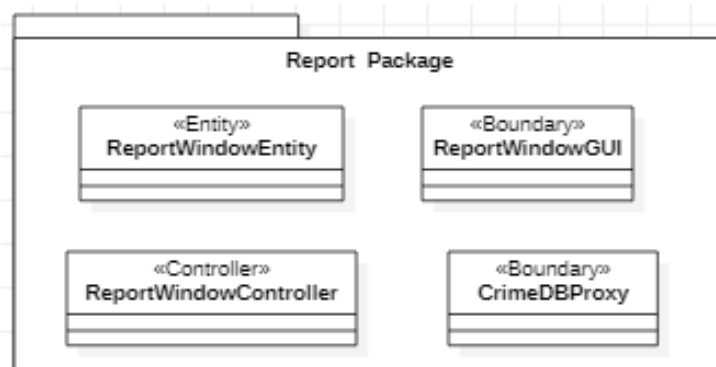 Report Package
«Entity»
ReportWindowEntity
«Boundary»
ReportWindowGUI
«Controller»
ReportWindowController
«Boundary»
CrimeDBProxy